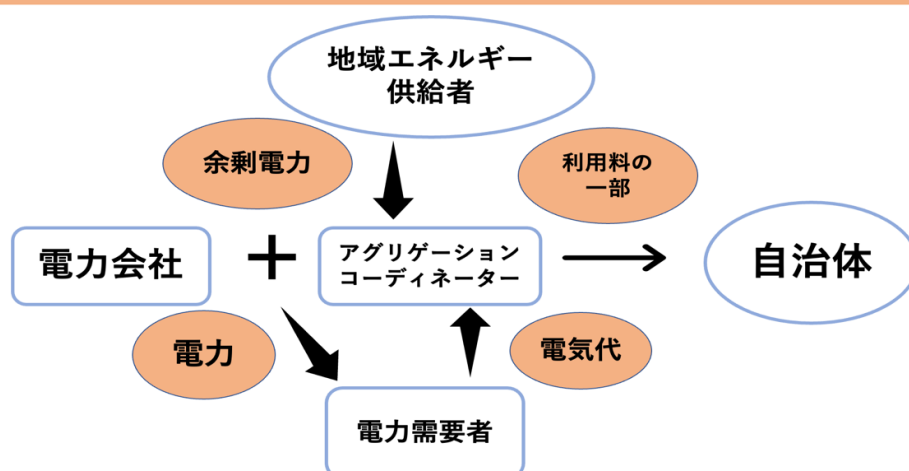 地域エネルギー
供給者
余剰電力
利用料の
一部
電力会社
+
アグリゲーション
コーディネーター
自治体
電力
電気代
電力需要者